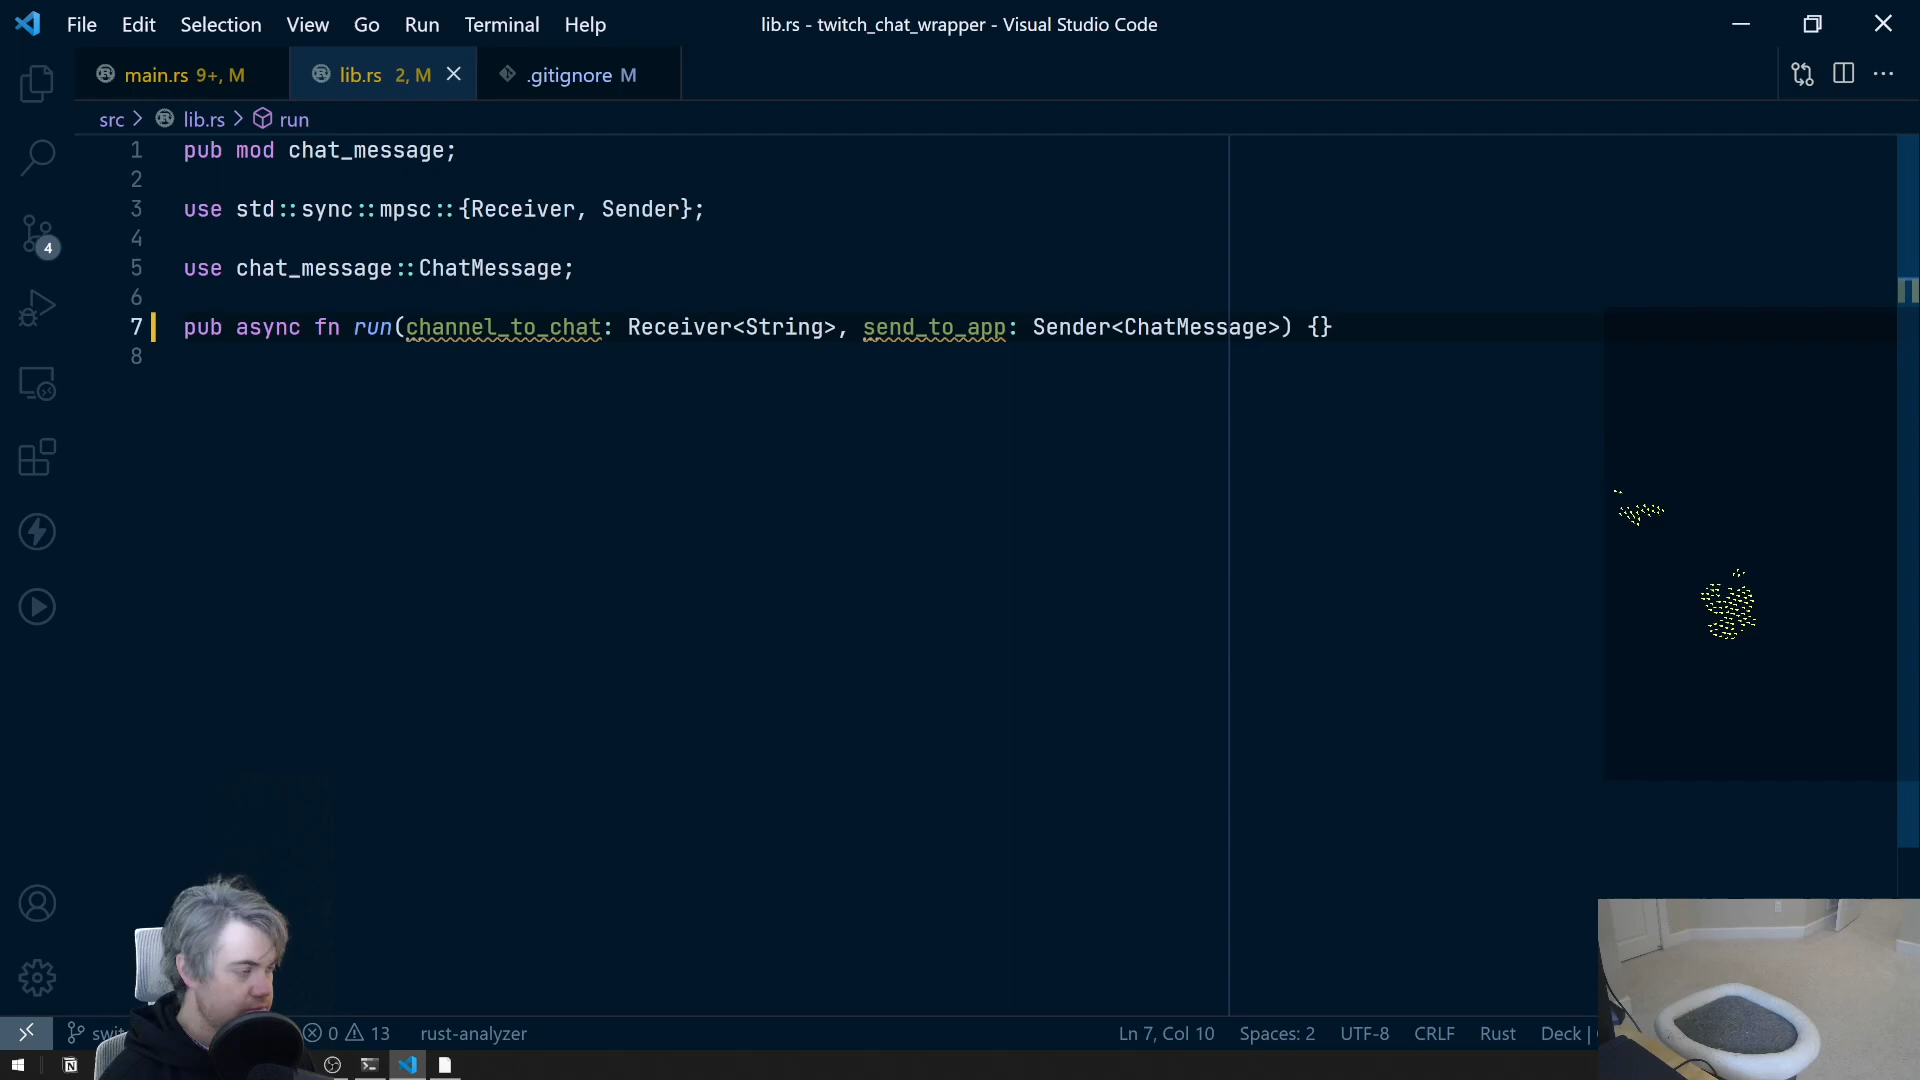 File Edit Selection View Go Run Terminal Help
lib.rs - twitch_chat_wrapper - Visual Studio Code
main.rs 9+, M
lib.rs 2, M
.gitignore M
src > lib.rs > run
1 pub mod chat_message;
2
3 use std::sync::mpsc::{Receiver, Sender};
4
5 use chat_message::ChatMessage;
6
7 pub async fn run(channel_to_chat: Receiver<String>, send_to_app: Sender<ChatMessage>) {}
8
4
0 13 rust-analyzer
Ln 7, Col 10 Spaces: 2 UTF-8 CRLF Rust Deck |